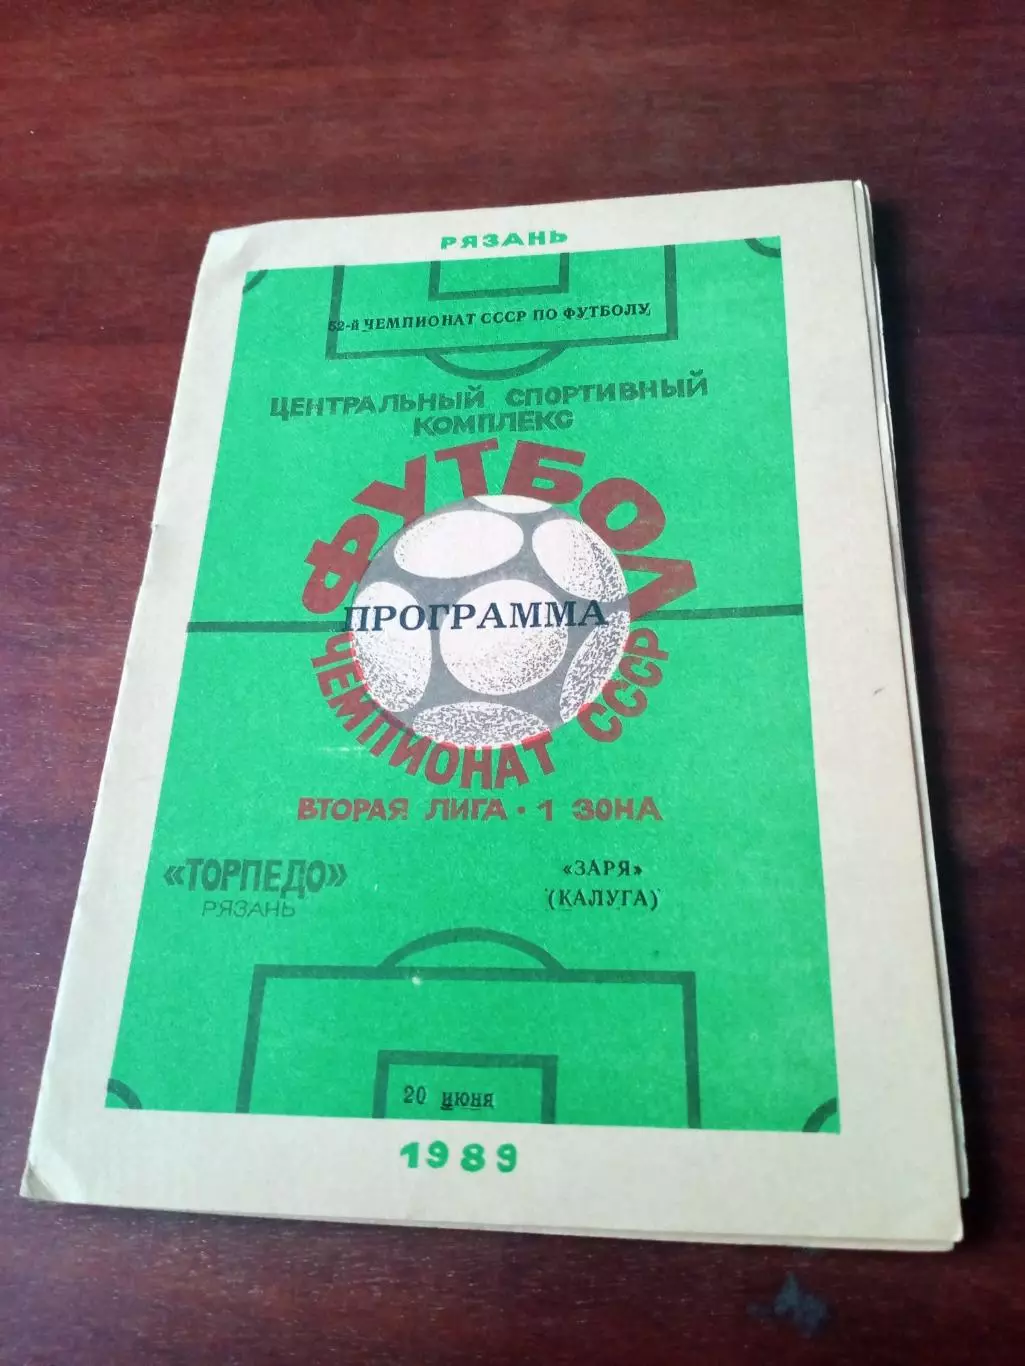 РЯЗАНЬ
52-й ЧЕМПИОНАТ СССР ПО ФУТБОЛУ
ЦЕНТРАЛЬНЫЙ СПОРТИВНЫЙ
КОМПЛЕКС
ФУТБОЛ
ПРОГРАММА
ЧЕМПИОНАТ СССР
ВТОРАЯ ЛИГА · 1 ЗОНА
«ТОРПЕДО»
РЯЗАНЬ
«ЗАРЯ»
(КАЛУГА)
20 июня
1989